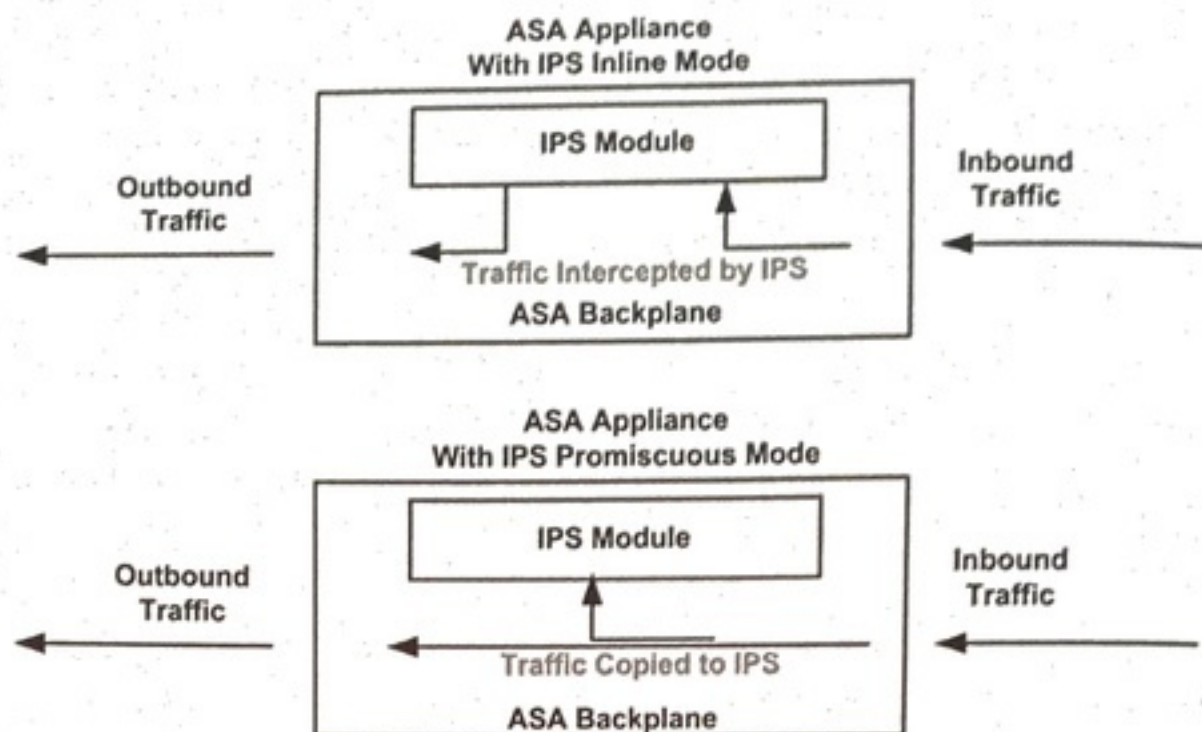 ASA Appliance
With IPS Inline Mode
IPS Module
Outbound
Traffic
Inbound
Traffic
Traffic Intercepted by IPS
ASA Backplane
ASA Appliance
With IPS Promiscuous Mode
IPS Module
Outbound
Traffic
Inbound
Traffic
Traffic Copied to IPS
ASA Backplane